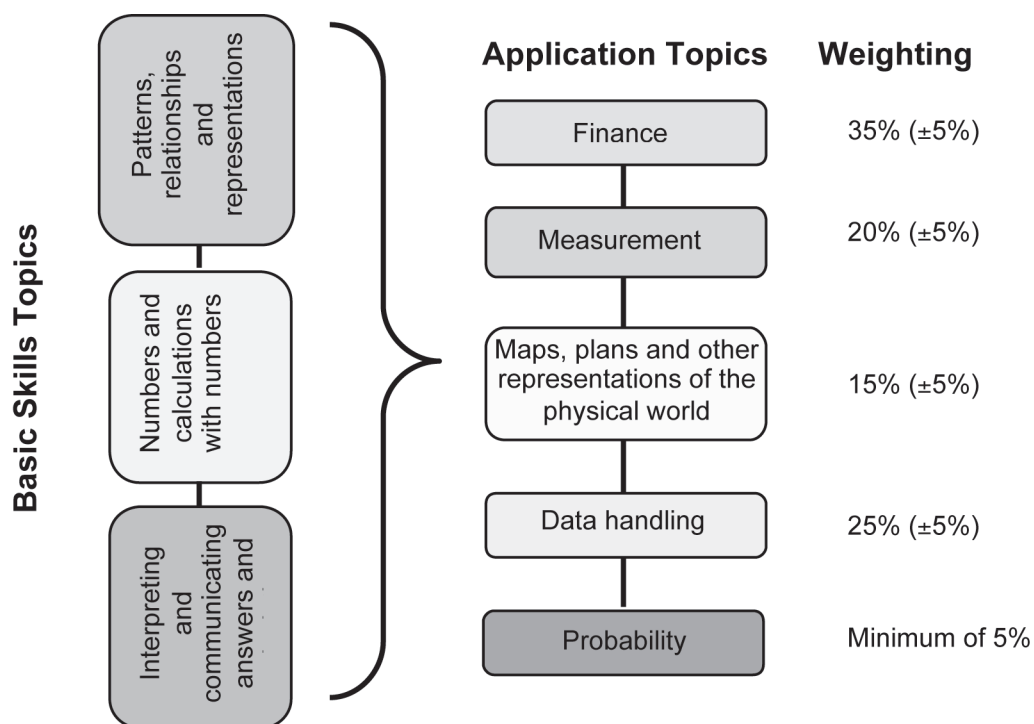 Basic Skills Topics
Patterns,
relationships
and
representations
Numbers and
calculations
with numbers
Interpreting
and
communicating
answers and
Application Topics
Weighting
Finance
35% (±5%)
Measurement
20% (±5%)
Maps, plans and other
representations of the
physical world
15% (±5%)
Data handling
25% (±5%)
Probability
Minimum of 5%